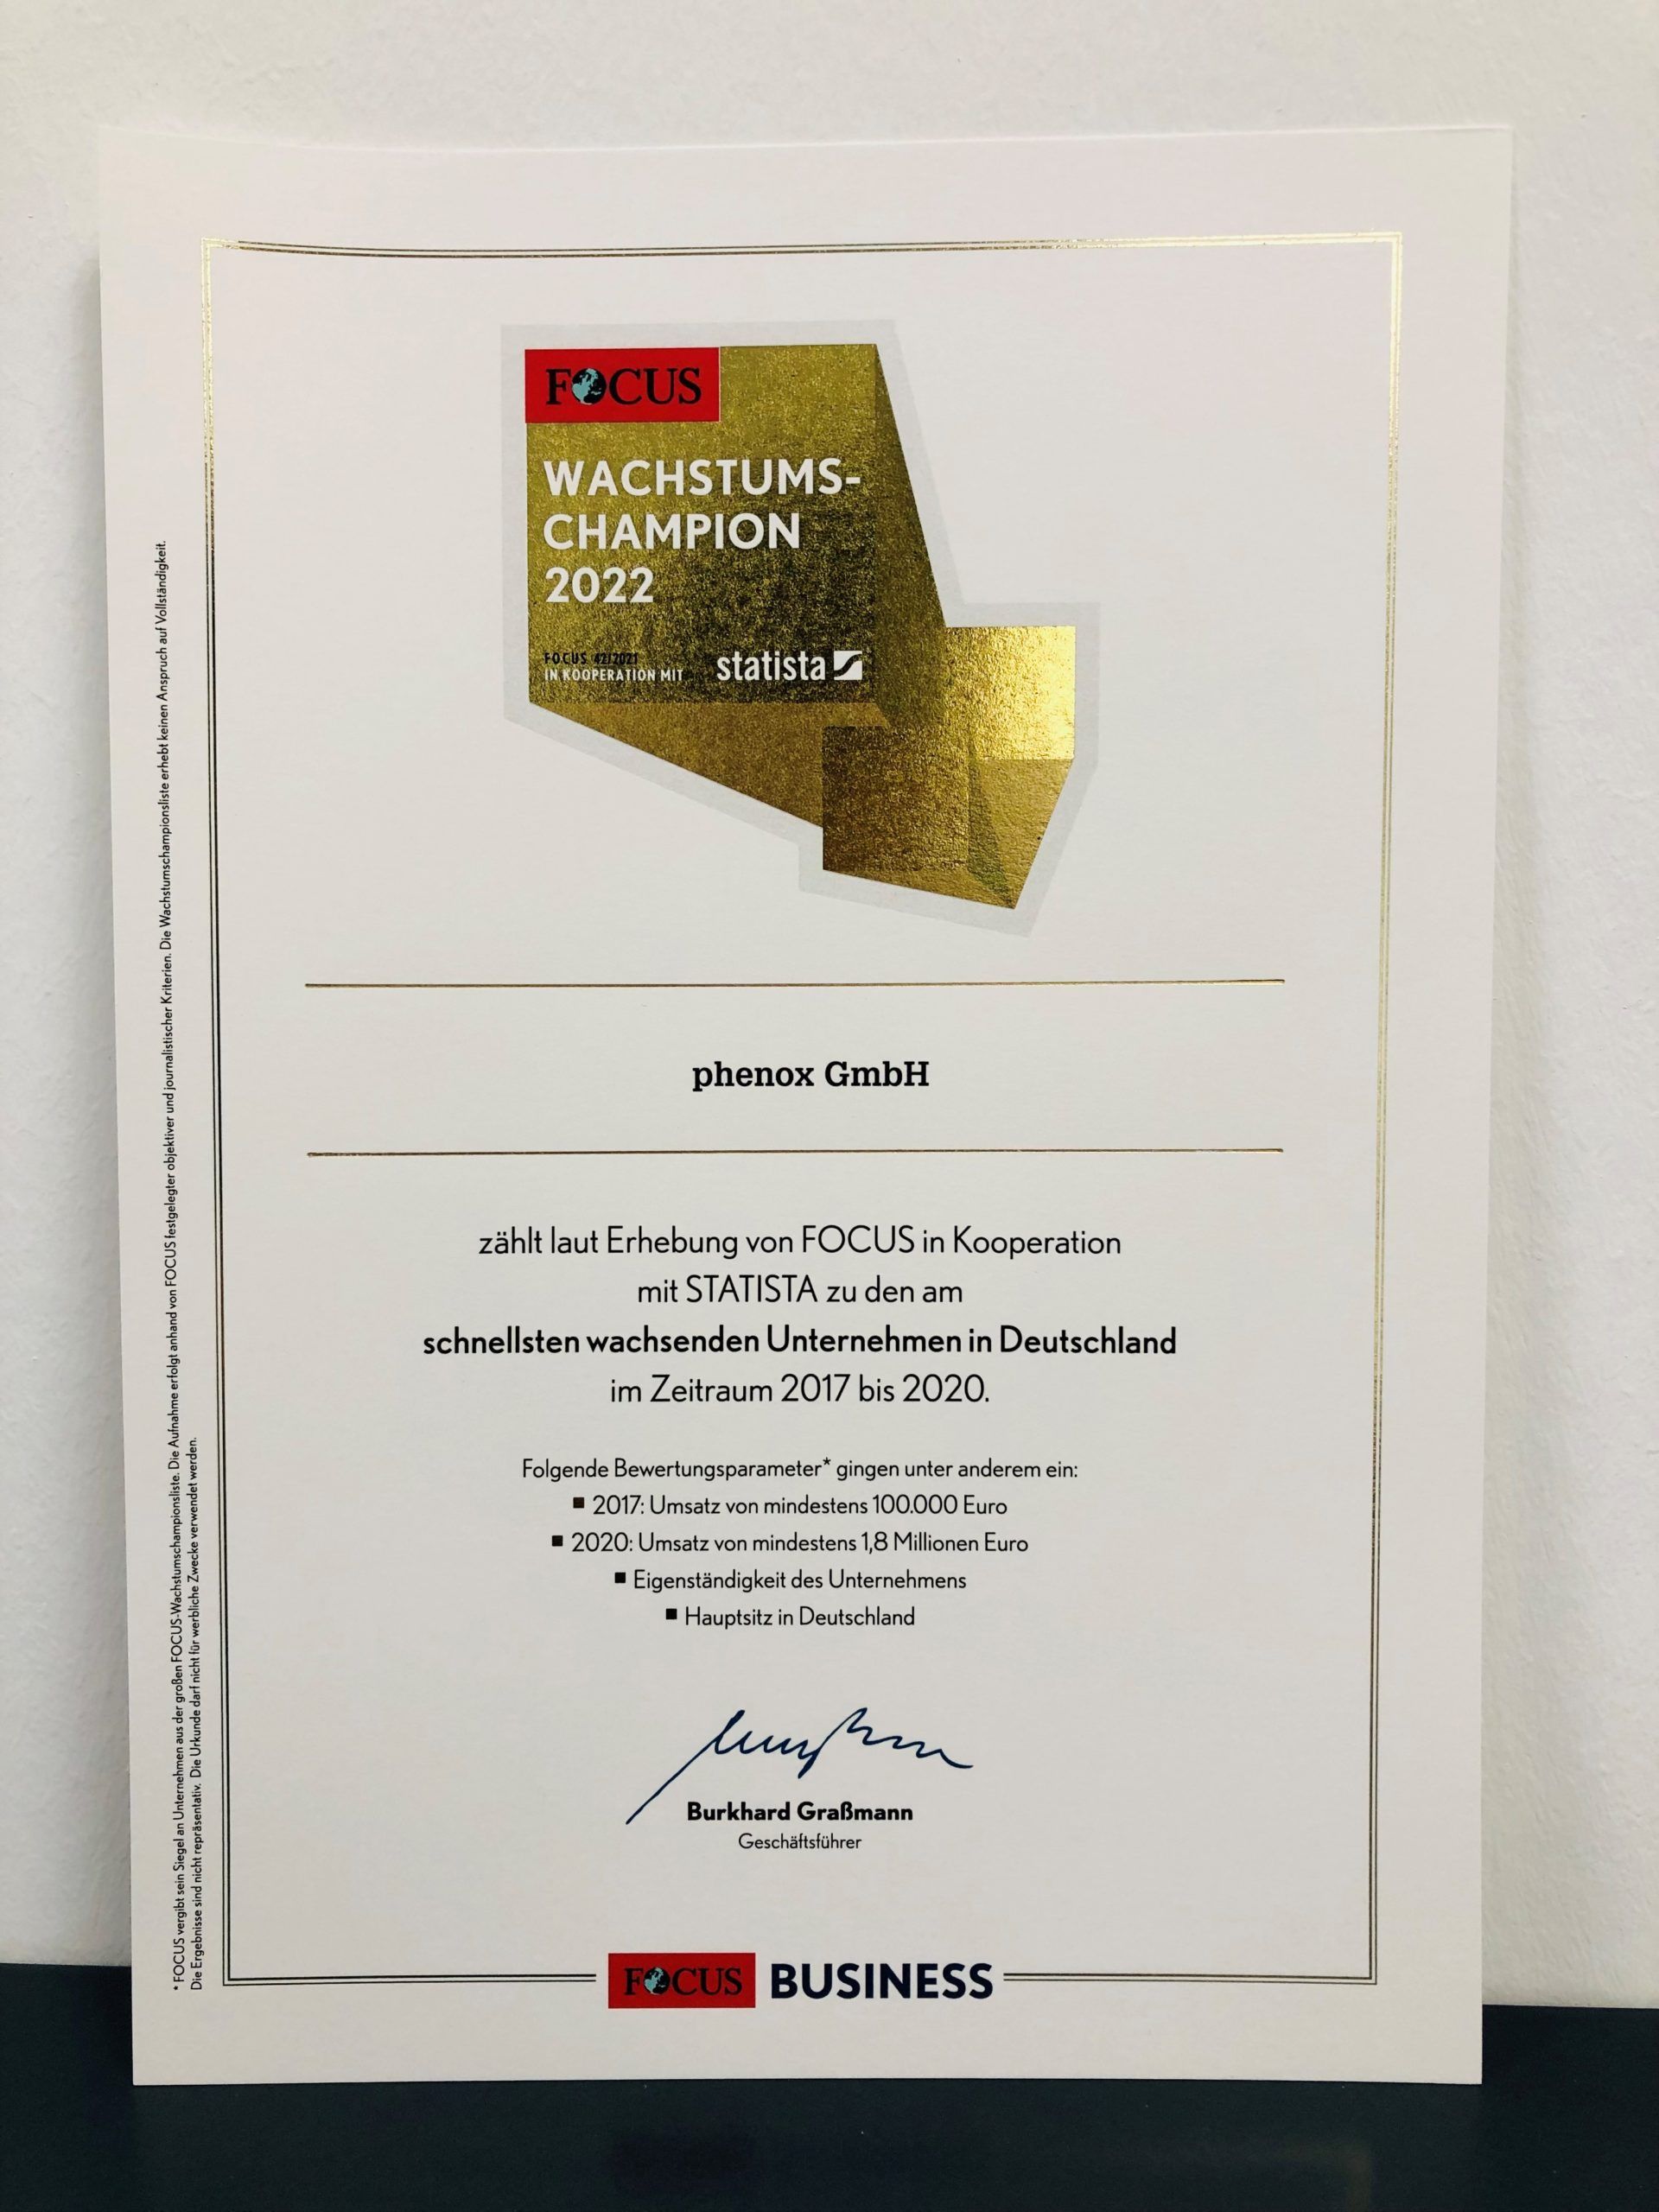 FOCUS
WACHSTUMS-
CHAMPION
2022
FOCUS 42/2021
IN KOOPERATION MIT
statista
phenox GmbH
zählt laut Erhebung von FOCUS in Kooperation
mit STATISTA zu den am
schnellsten wachsenden Unternehmen in Deutschland
im Zeitraum 2017 bis 2020.
Folgende Bewertungsparameter* gingen unter anderem ein:
■ 2017: Umsatz von mindestens 100.000 Euro
■ 2020: Umsatz von mindestens 1,8 Millionen Euro
■ Eigenständigkeit des Unternehmens
■ Hauptsitz in Deutschland
Burkhard Graßmann
Geschäftsführer
FOCUS BUSINESS
* FOCUS vergibt sein Siegel an Unternehmen aus der großen FOCUS-Wachstumschampionsliste. Die Aufnahme erfolgt anhand von FOCUS festgelegter objektiver und journalistischer Kriterien. Die Wachstumschampionsliste erhebt keinen Anspruch auf Vollständigkeit.
Die Ergebnisse sind nicht repräsentativ. Die Urkunde darf nicht für werbliche Zwecke verwendet werden.